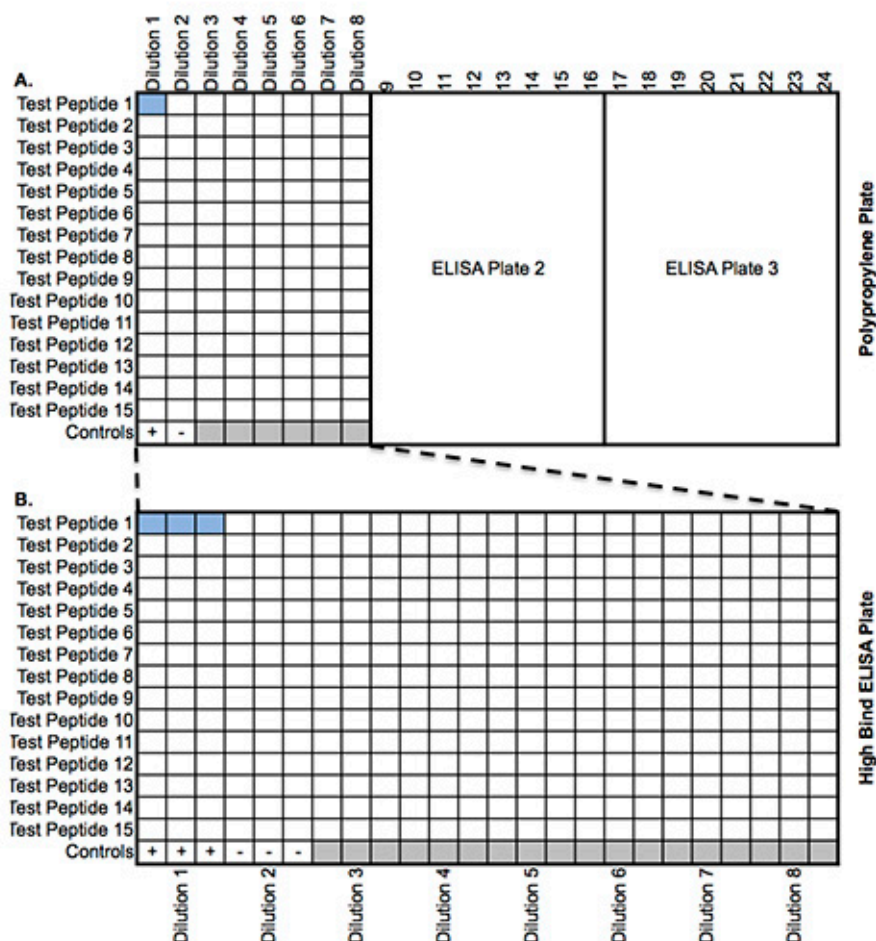 Dilution 1
Dilution 2
Dilution 3
Dilution 4
Dilution 5
Dilution 6
Dilution 7
Dilution 8
9
10
11
12
13
14
15
16
17
18
19
20
21
22
23
24
A.
Test Peptide 1
Test Peptide 2
Test Peptide 3
Test Peptide 4
Test Peptide 5
Test Peptide 6
Test Peptide 7
Test Peptide 8
Test Peptide 9
Test Peptide 10
Test Peptide 11
Test Peptide 12
Test Peptide 13
Test Peptide 14
Test Peptide 15
Controls + -
ELISA Plate 2
ELISA Plate 3
Polypropylene Plate
B.
Test Peptide 1
Test Peptide 2
Test Peptide 3
Test Peptide 4
Test Peptide 5
Test Peptide 6
Test Peptide 7
Test Peptide 8
Test Peptide 9
Test Peptide 10
Test Peptide 11
Test Peptide 12
Test Peptide 13
Test Peptide 14
Test Peptide 15
Controls + + + - - -
High Bind ELISA Plate
Dilution 1
Dilution 2
Dilution 3
Dilution 4
Dilution 5
Dilution 6
Dilution 7
Dilution 8